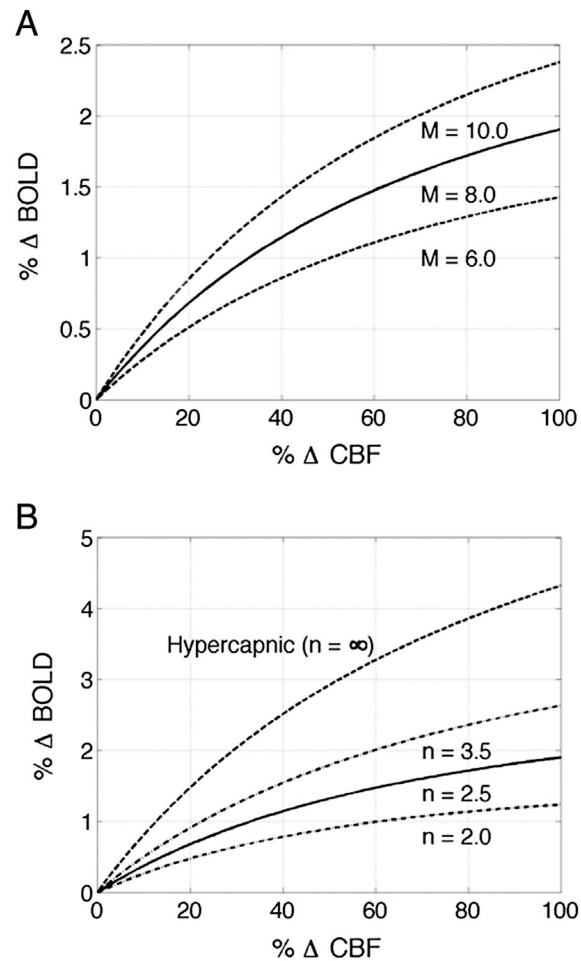 A
2.5
2
1.5
1
0.5
0
% Δ BOLD
M = 10.0
M = 8.0
M = 6.0
0 20 40 60 80 100
% Δ CBF
B
5
4
3
2
1
0
% Δ BOLD
Hypercapnic (n = ∞)
n = 3.5
n = 2.5
n = 2.0
0 20 40 60 80 100
% Δ CBF